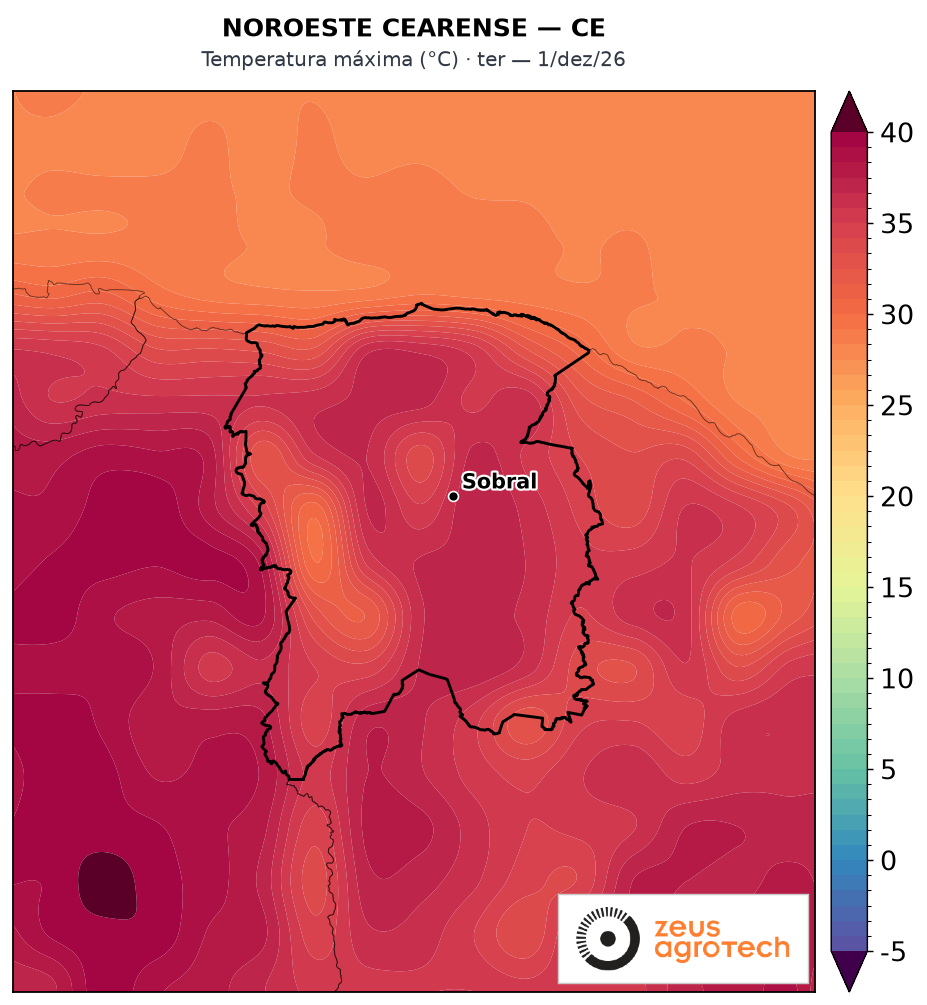 NOROESTE CEARENSE — CE
Temperatura máxima (°C) · ter — 1/dez/26
40
35
30
25
20
15
10
5
0
-5
Sobral
zeus
agrotech